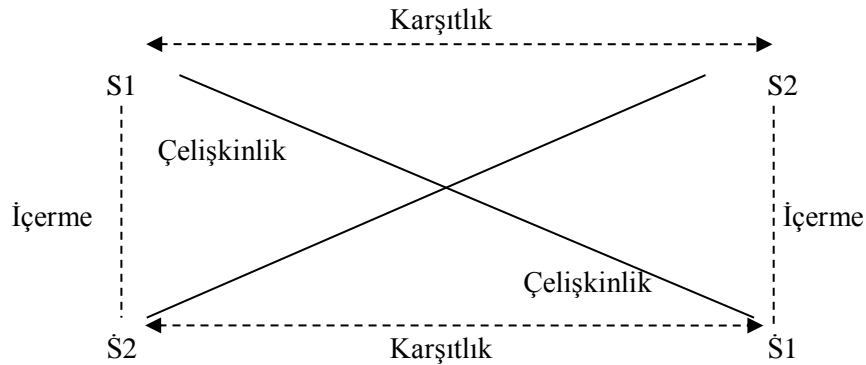 Karşıtlık
S1 S2
Çelişkinlik
İçerme İçerme
Çelişkinlik
Ṡ2 Ṡ1
Karşıtlık